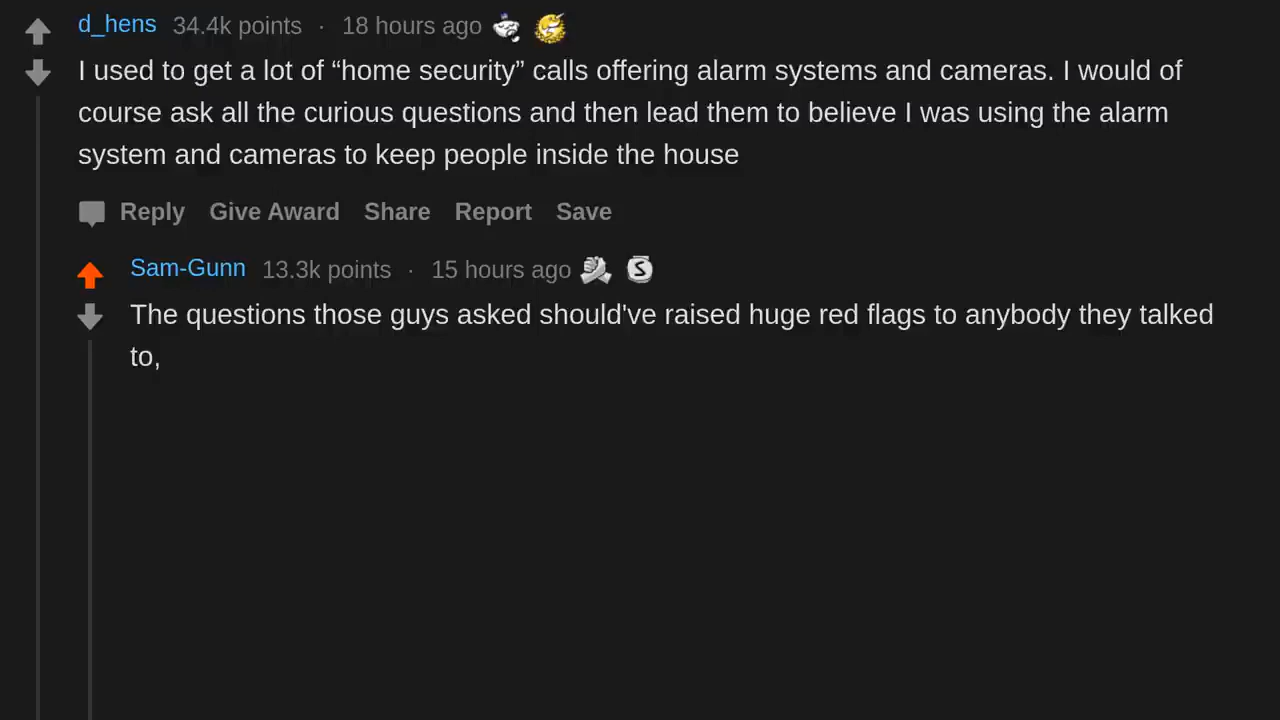 d_hens 34.4k points · 18 hours ago
I used to get a lot of “home security” calls offering alarm systems and cameras. I would of
course ask all the curious questions and then lead them to believe I was using the alarm
system and cameras to keep people inside the house
Reply Give Award Share Report Save
Sam-Gunn 13.3k points · 15 hours ago
The questions those guys asked should've raised huge red flags to anybody they talked
to,